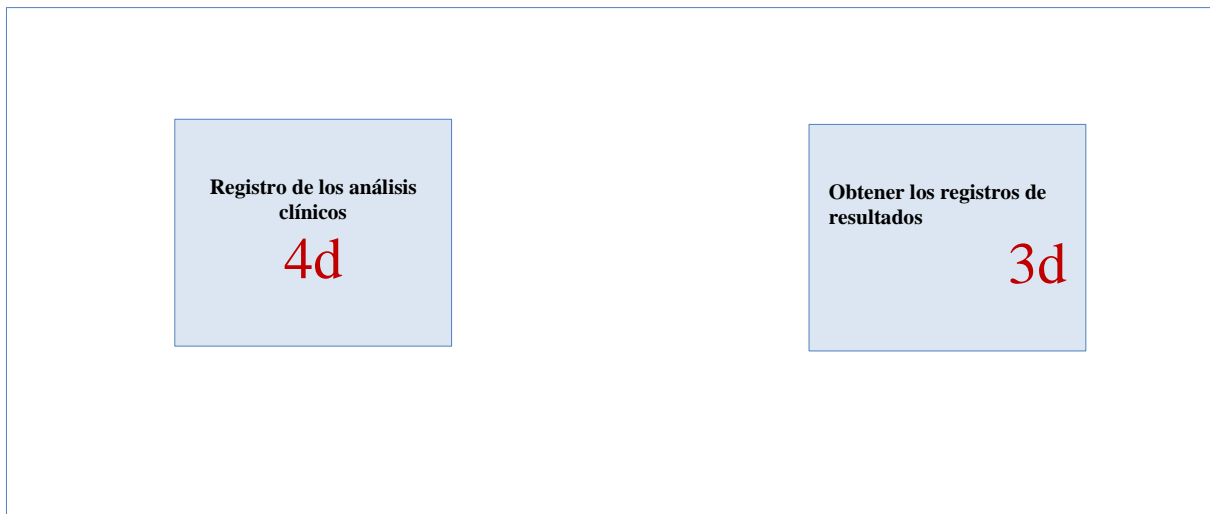 Registro de los análisis
clínicos
4d
Obtener los registros de
resultados
3d